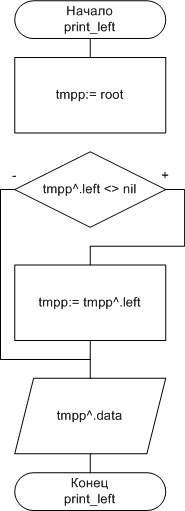 Начало
print_left
tmpp:= root
- +
tmpp^.left <> nil
tmpp:= tmpp^.left
tmpp^.data
Конец
print_left